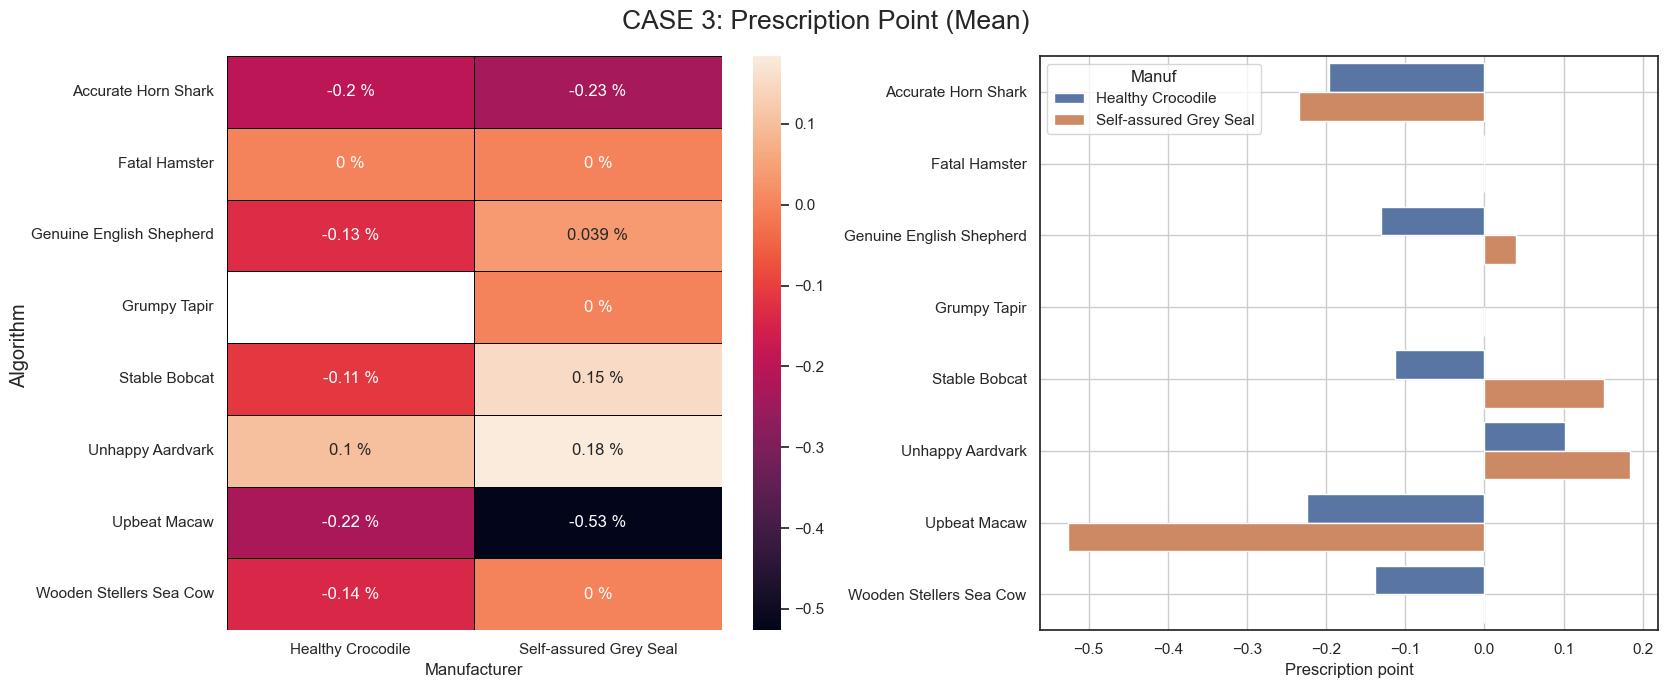 CASE 3: Prescription Point (Mean)
Algorithm
Accurate Horn Shark
-0.2 %
-0.23 %
Fatal Hamster
0 %
0 %
Genuine English Shepherd
-0.13 %
0.039 %
Grumpy Tapir
0 %
Stable Bobcat
-0.11 %
0.15 %
Unhappy Aardvark
0.1 %
0.18 %
Upbeat Macaw
-0.22 %
-0.53 %
Wooden Stellers Sea Cow
-0.14 %
0 %
Healthy Crocodile
Self-assured Grey Seal
Manufacturer
0.1
0.0
−0.1
−0.2
−0.3
−0.4
−0.5
Manuf
Healthy Crocodile
Self-assured Grey Seal
Accurate Horn Shark
Fatal Hamster
Genuine English Shepherd
Grumpy Tapir
Stable Bobcat
Unhappy Aardvark
Upbeat Macaw
Wooden Stellers Sea Cow
−0.5 −0.4 −0.3 −0.2 −0.1 0.0 0.1 0.2
Prescription point